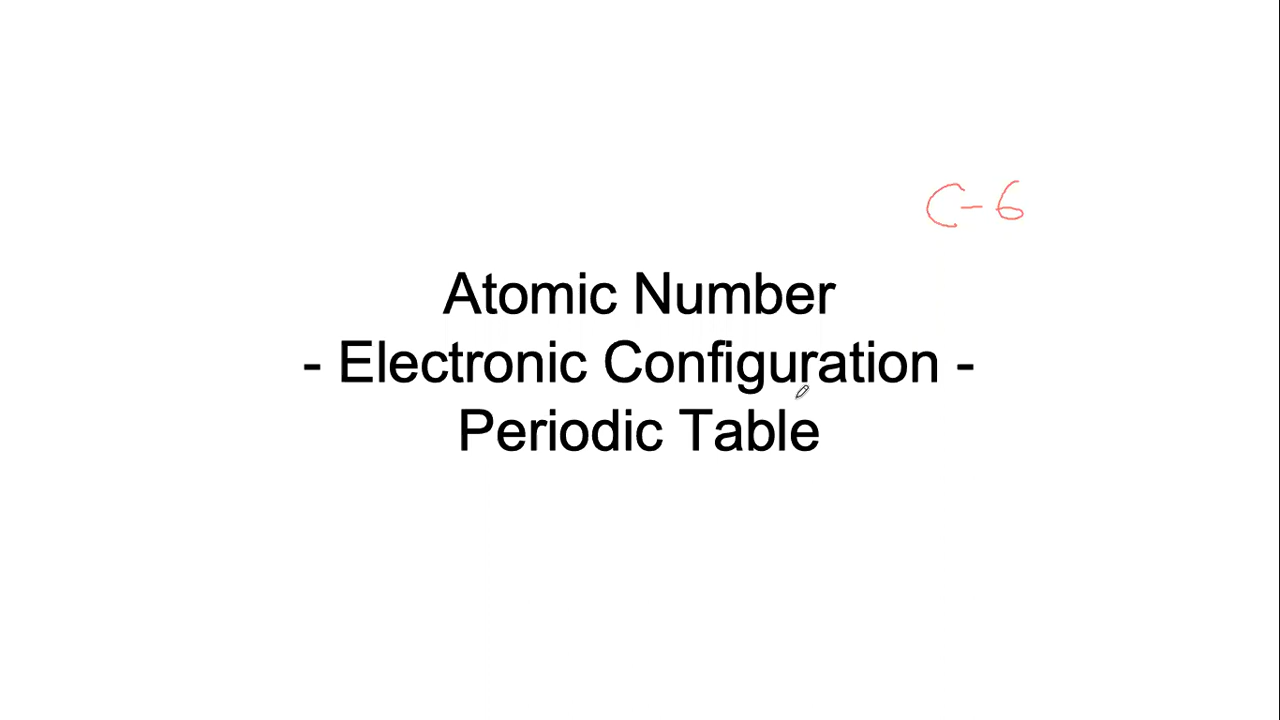 C-6
Atomic Number
- Electronic Configuration -
Periodic Table